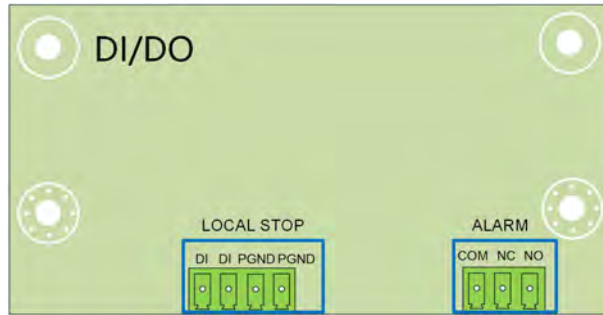 DI/DO
LOCAL STOP
ALARM
DI DI PGND PGND
COM NC NO